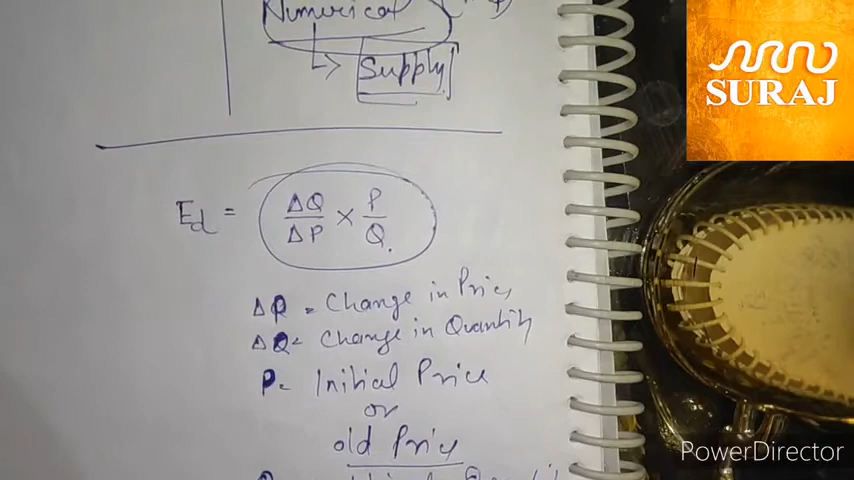 Numerical
Supply
SURAJ
Ed = ΔQ/ΔP × P/Q.
ΔP = Change in Price
ΔQ = Change in Quantity
P = Initial Price
or
old Price
PowerDirector